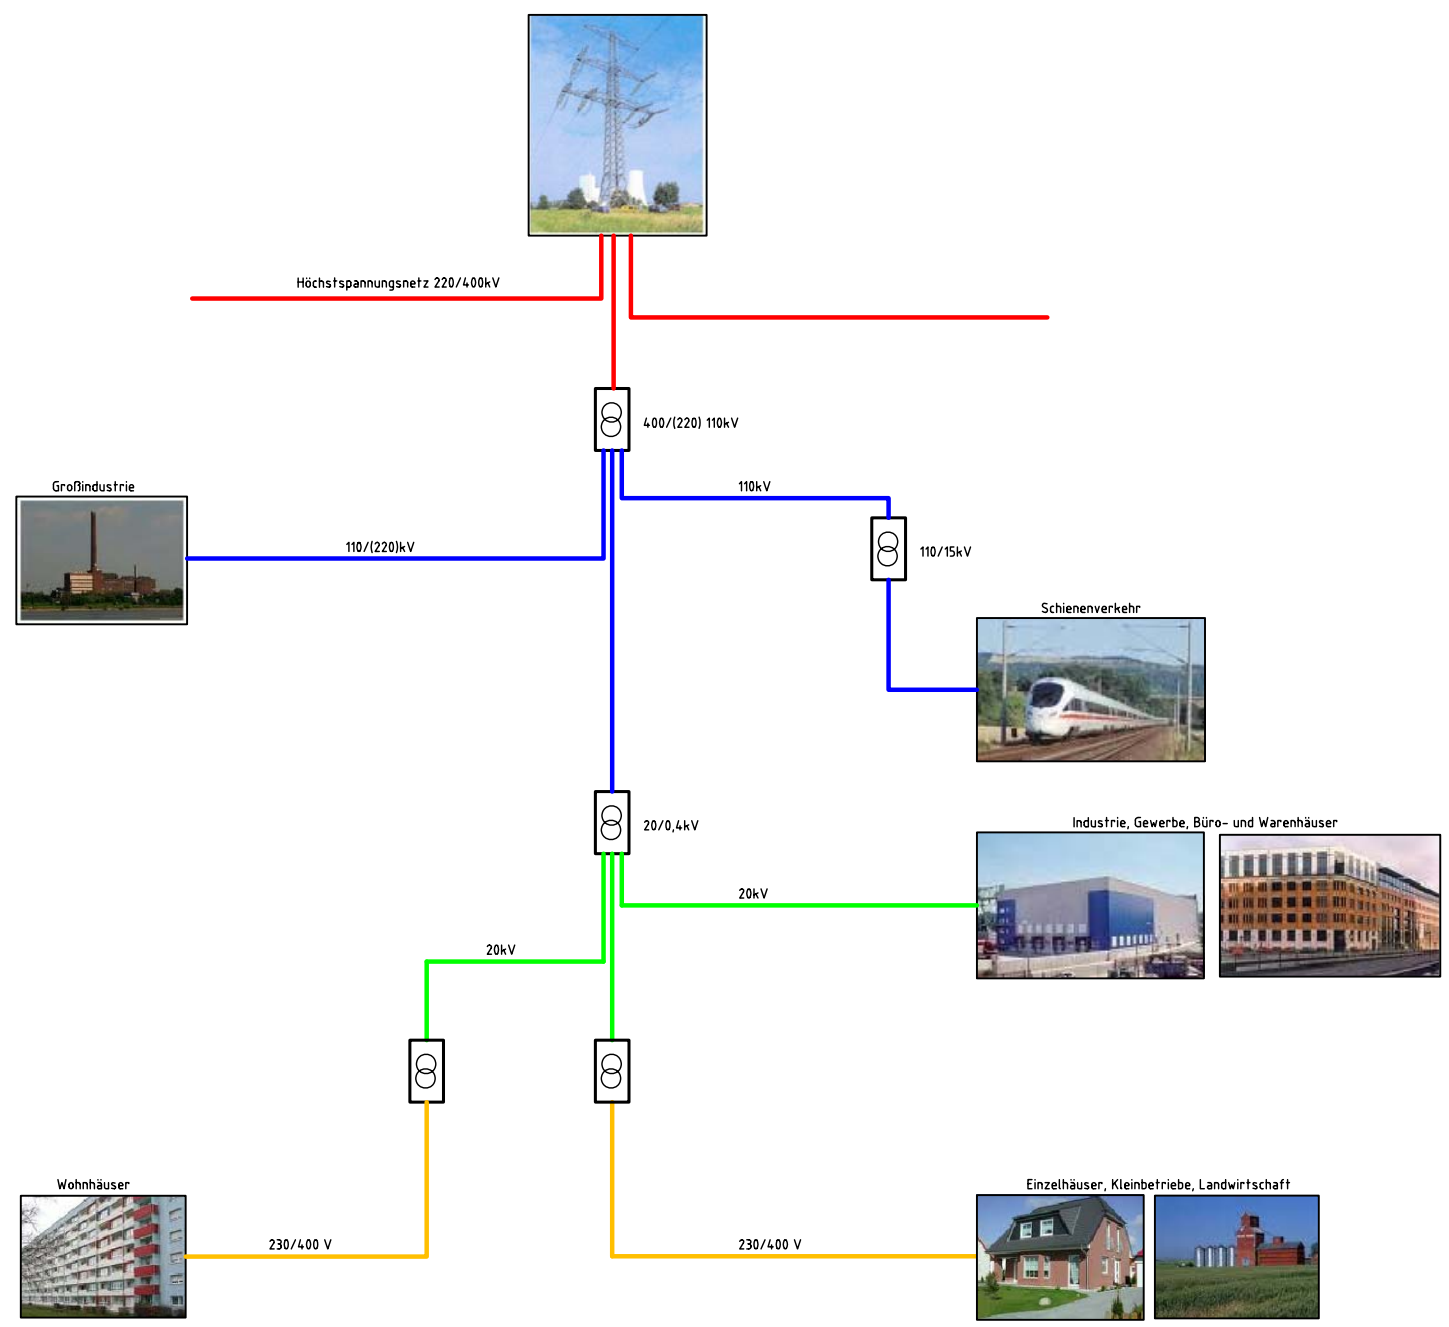 Höchstspannungsnetz 220/400kV
400/(220) 110kV
Großindustrie
110kV
110/(220)kV
110/15kV
Schienenverkehr
20/0,4kV
Industrie, Gewerbe, Büro- und Warenhäuser
20kV
20kV
Wohnhäuser
Einzelhäuser, Kleinbetriebe, Landwirtschaft
230/400 V
230/400 V